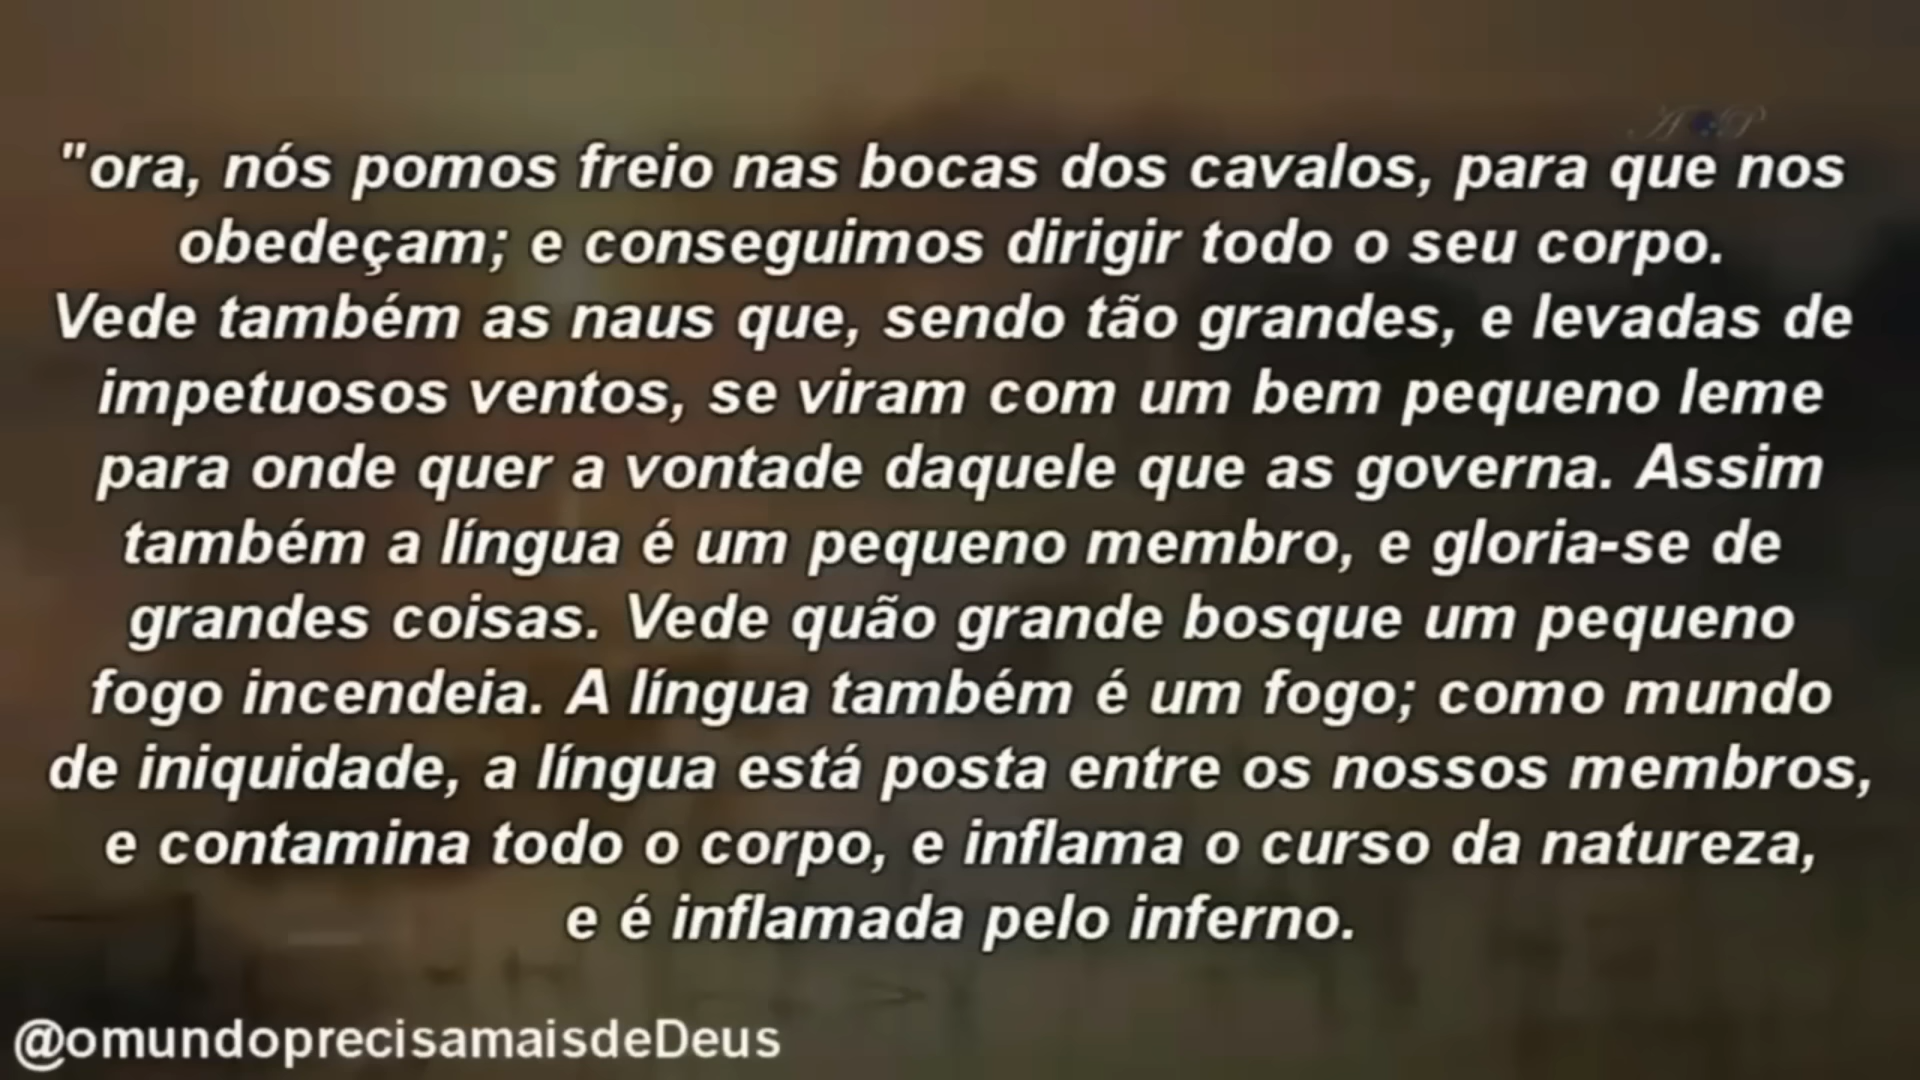 "ora, nós pomos freio nas bocas dos cavalos, para que nos
obedeçam; e conseguimos dirigir todo o seu corpo.
Vede também as naus que, sendo tão grandes, e levadas de
impetuosos ventos, se viram com um bem pequeno leme
para onde quer a vontade daquele que as governa. Assim
também a língua é um pequeno membro, e gloria-se de
grandes coisas. Vede quão grande bosque um pequeno
fogo incendeia. A língua também é um fogo; como mundo
de iniquidade, a língua está posta entre os nossos membros,
e contamina todo o corpo, e inflama o curso da natureza,
e é inflamada pelo inferno.
@omundoprecisamaisdeDeus